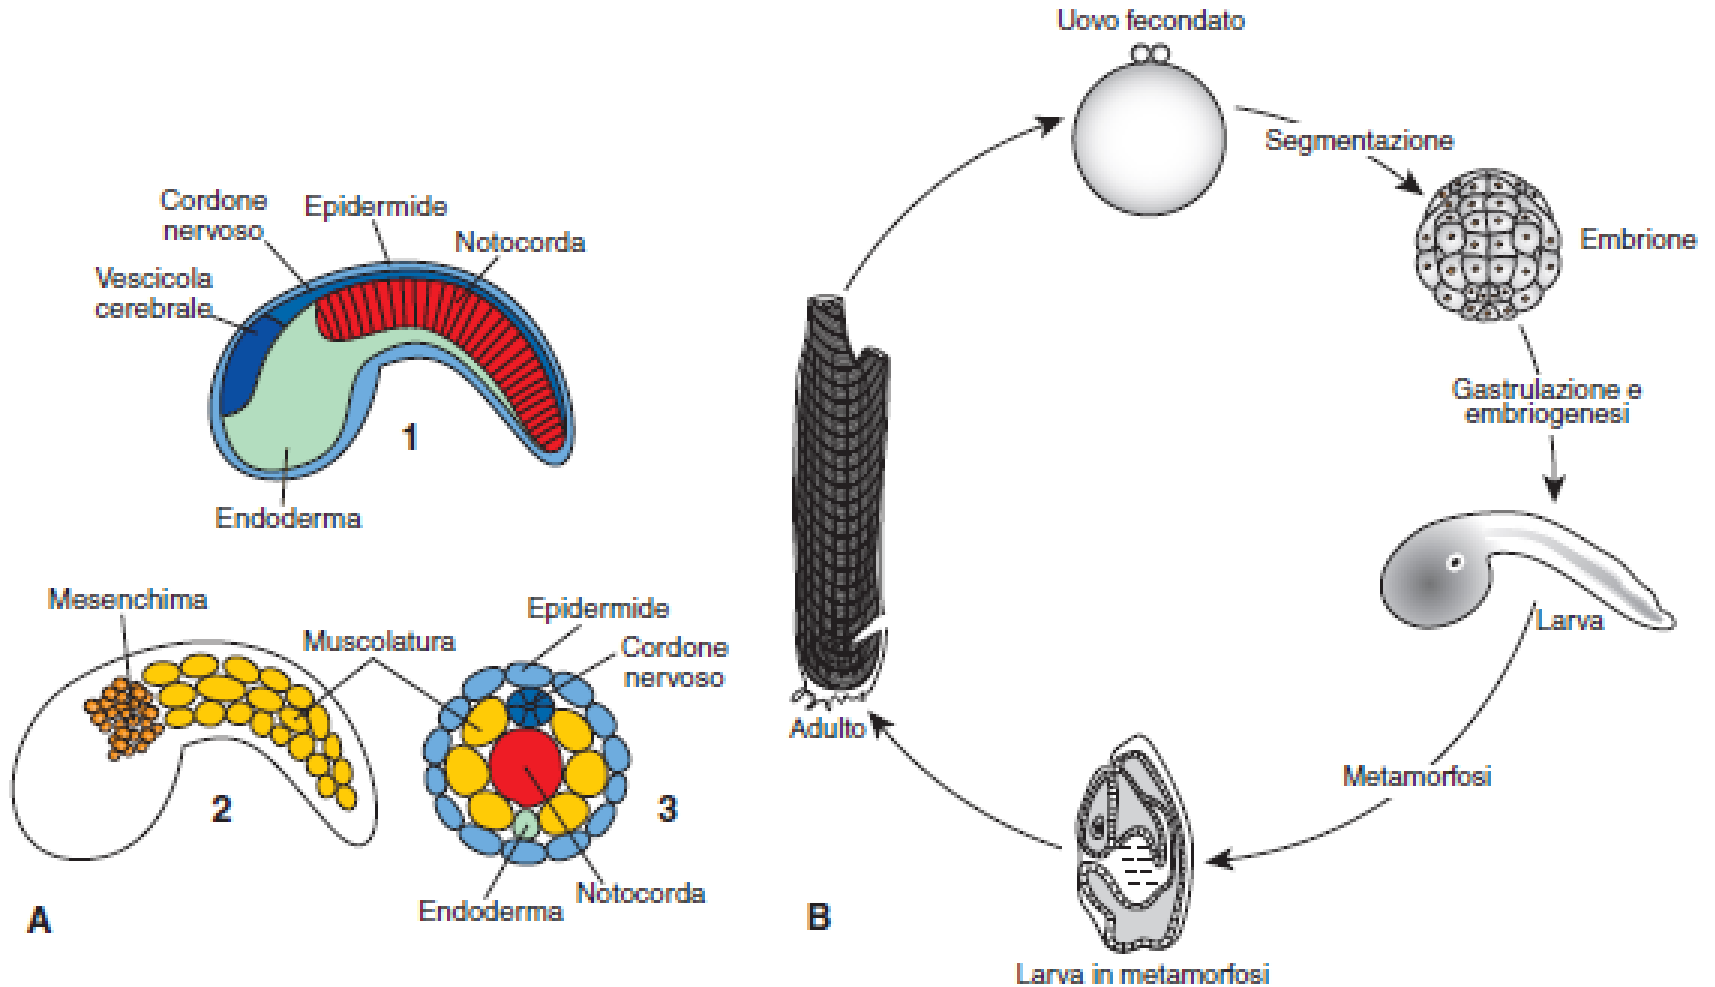 Cordone
nervoso
Epidermide
Notocorda
Vescicola
cerebrale
1
Endoderma
Mesenchima
Muscolatura
2
Epidermide
Cordone
nervoso
3
Notocorda
Endoderma
A
Uovo fecondato
Segmentazione
Embrione
Gastrulazione e
embriogenesi
Larva
Metamorfosi
Larva in metamorfosi
Adulto
B